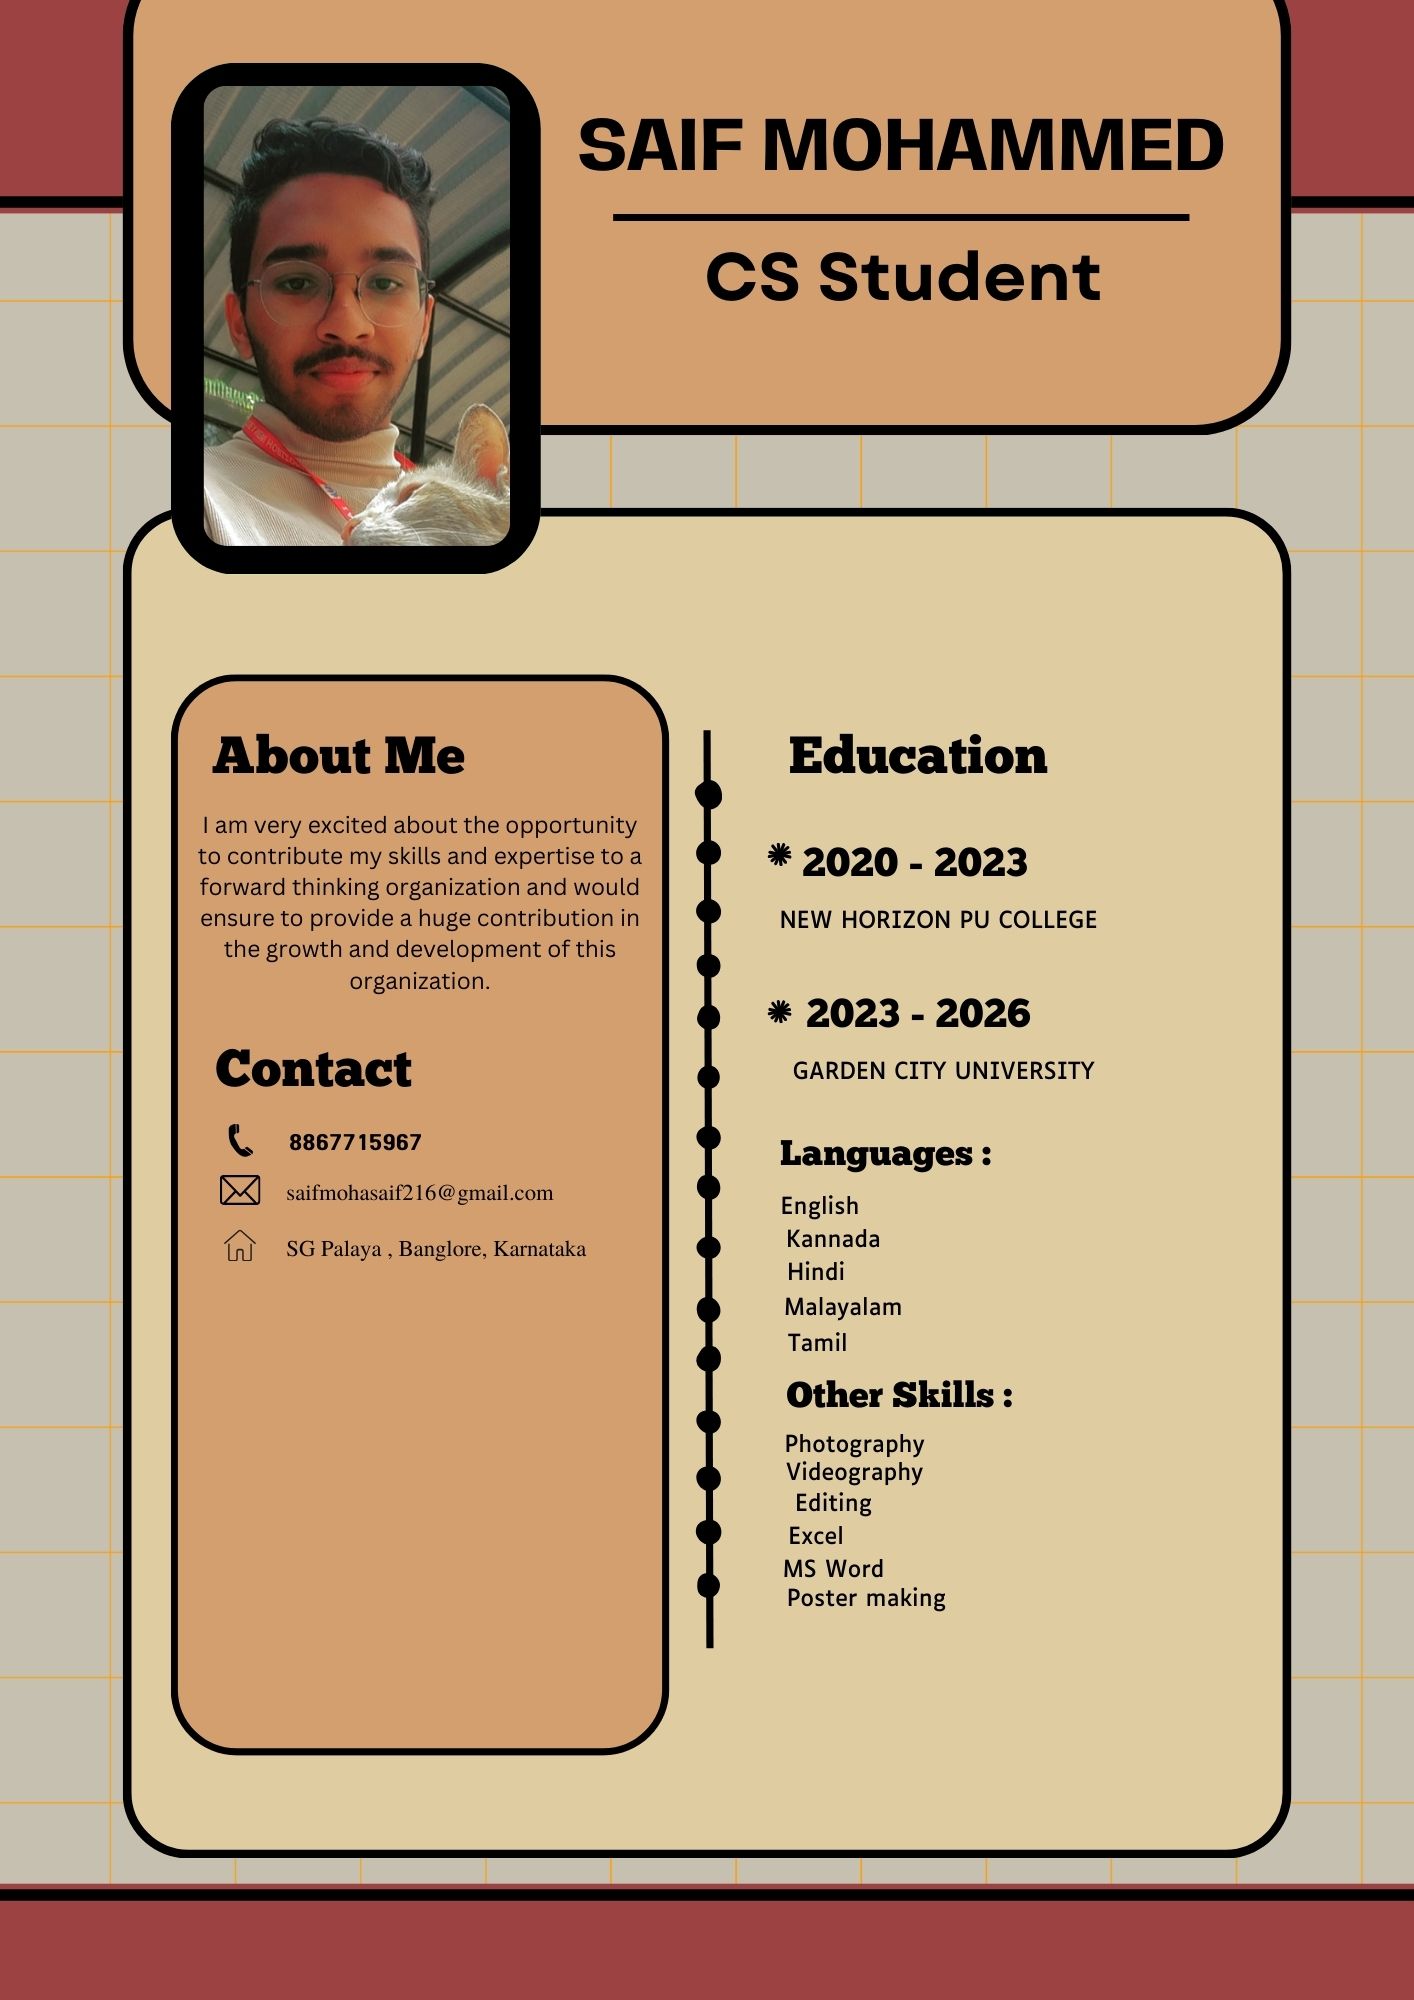 SAIF MOHAMMED
CS Student
About Me
I am very excited about the opportunity
to contribute my skills and expertise to a
forward thinking organization and would
ensure to provide a huge contribution in
the growth and development of this
organization.
Contact
8867715967
saifmohasaif216@gmail.com
SG Palaya , Banglore, Karnataka
Education
2020 - 2023
NEW HORIZON PU COLLEGE
2023 - 2026
GARDEN CITY UNIVERSITY
Languages :
English
Kannada
Hindi
Malayalam
Tamil
Other Skills :
Photography
Videography
Editing
Excel
MS Word
Poster making